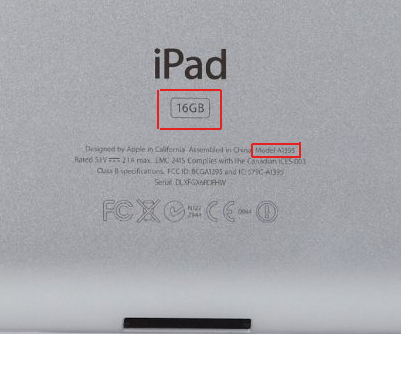 iPad
16GB
Designed by Apple in California Assembled in China Model A1395
Rated 5.1V 2.1A max. EMC 2415 Complies with the Canadian ICES-003
Class B specifications. FCC ID: BCGA1395 and IC: 579C-A1395
Serial:
FC CE